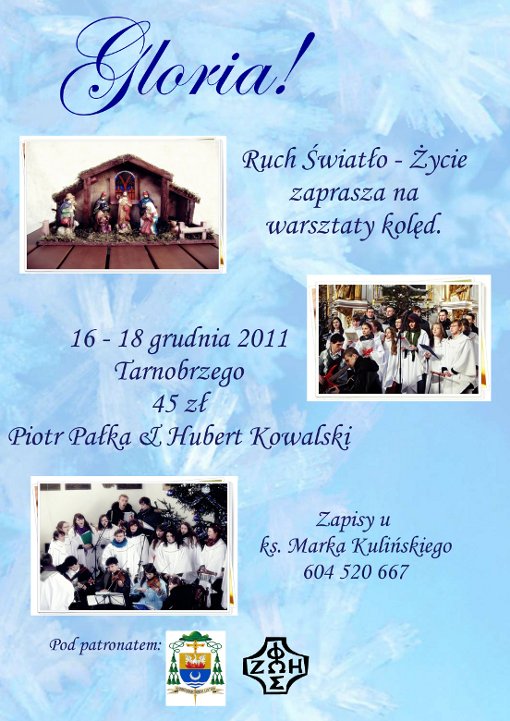 Gloria!
Ruch Światło - Życie
zaprasza na
warsztaty kolęd.
16 - 18 grudnia 2011
Tarnobrzego
45 zł
Piotr Pałka & Hubert Kowalski
Zapisy u
ks. Marka Kulińskiego
604 520 667
Pod patronatem:
ΦΩΣ
ΖΩΗ